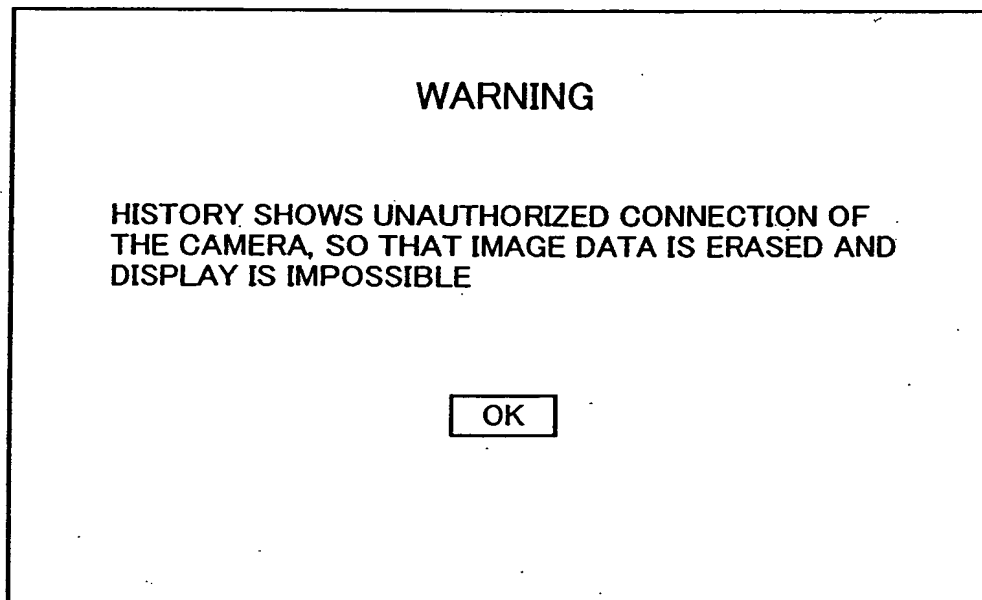 WARNING
HISTORY SHOWS UNAUTHORIZED CONNECTION OF
THE CAMERA, SO THAT IMAGE DATA IS ERASED AND
DISPLAY IS IMPOSSIBLE
OK